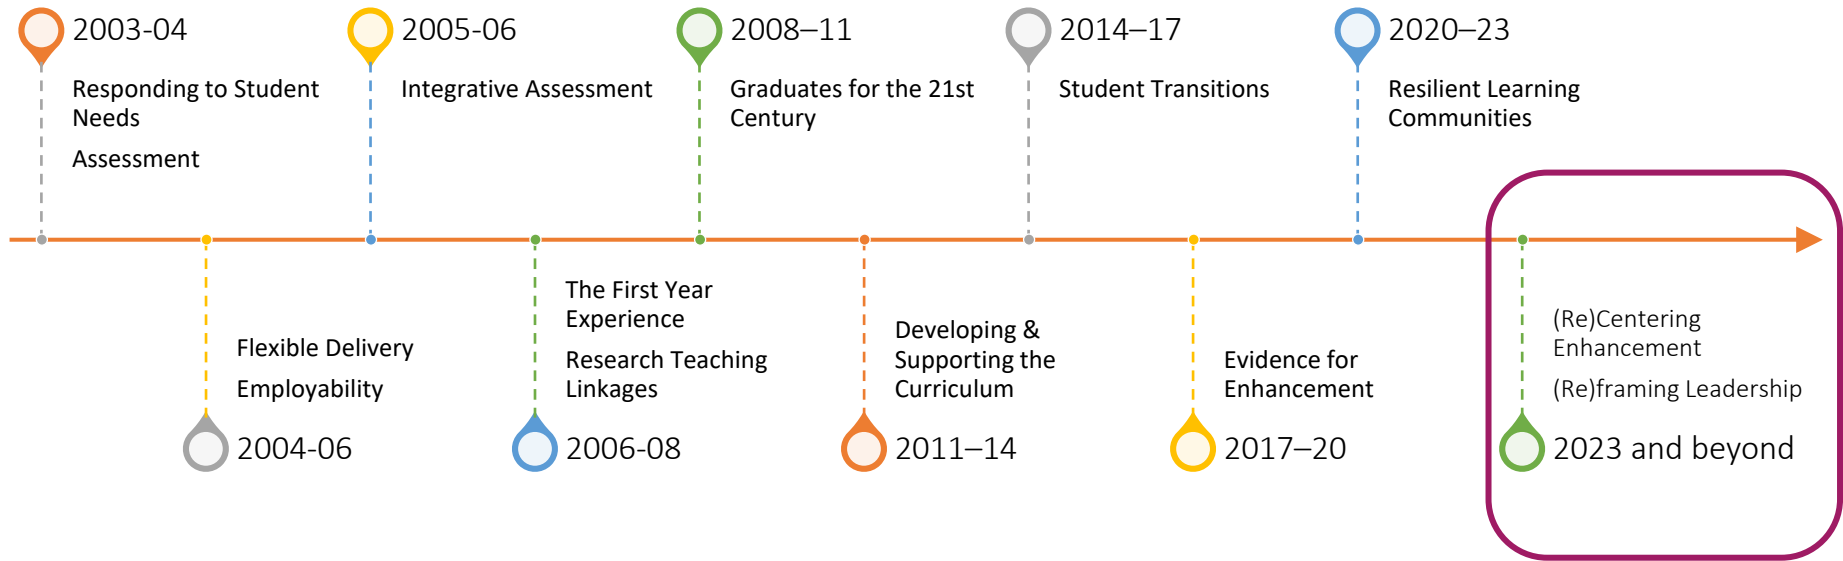 2003-04
Responding to Student
Needs
Assessment
2005-06
Integrative Assessment
2008–11
Graduates for the 21st
Century
2014–17
Student Transitions
2020–23
Resilient Learning
Communities
Flexible Delivery
Employability
2004-06
The First Year
Experience
Research Teaching
Linkages
2006-08
Developing &
Supporting the
Curriculum
2011–14
Evidence for
Enhancement
2017–20
(Re)Centering
Enhancement
(Re)framing Leadership
2023 and beyond